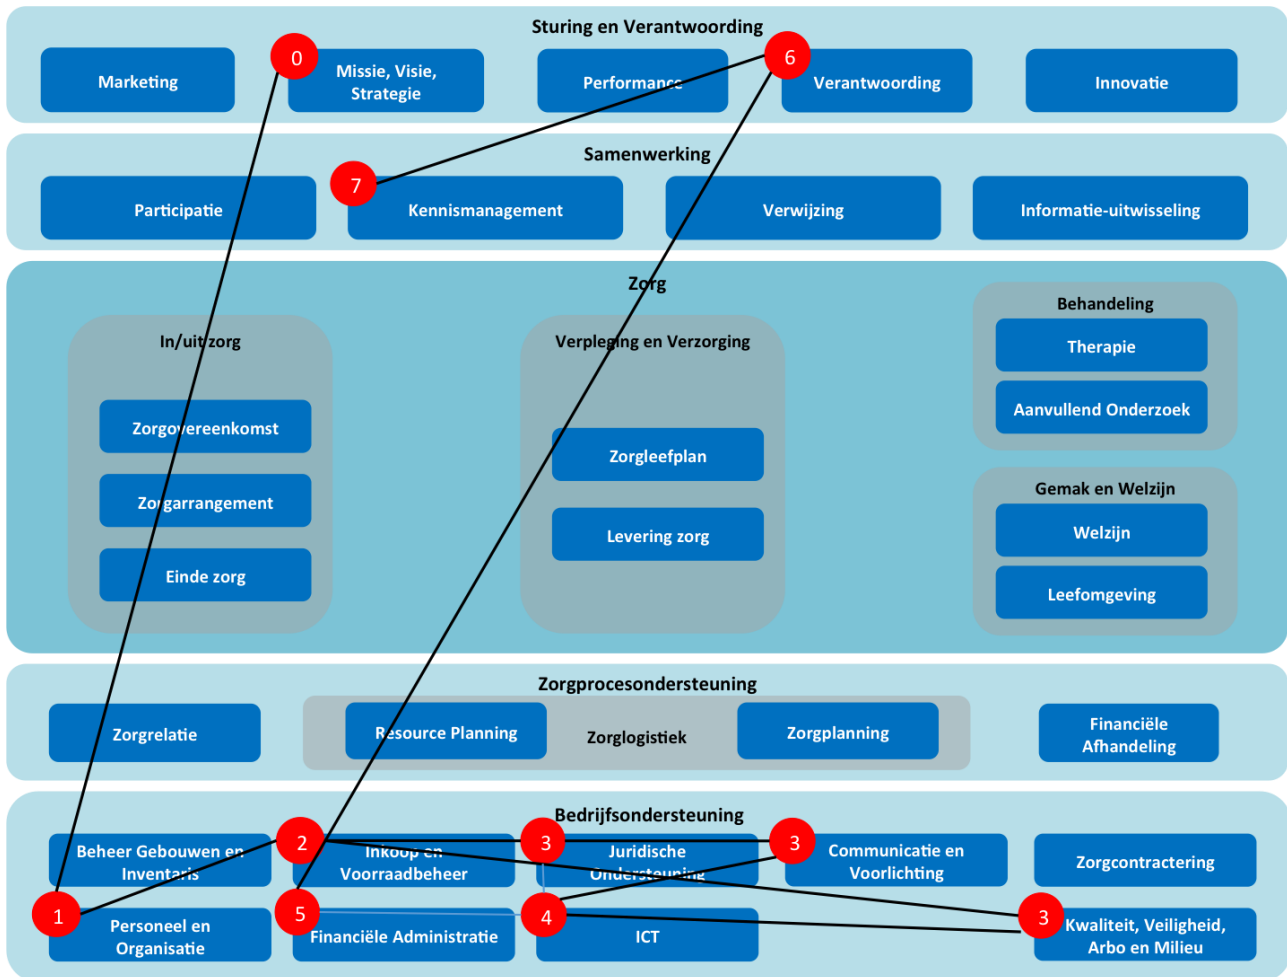 Sturing en Verantwoording
0
6
Marketing
Missie, Visie,
Strategie
Performance
Verantwoording
Innovatie
Samenwerking
7
Participatie
Kennismanagement
Verwijzing
Informatie-uitwisseling
Zorg
In/uit zorg
Zorgovereenkomst
Zorgarrangement
Einde zorg
Verpleging en Verzorging
Zorgleefplan
Levering zorg
Behandeling
Therapie
Aanvullend Onderzoek
Gemak en Welzijn
Welzijn
Leefomgeving
Zorgprocesondersteuning
Zorgrelatie
Resource Planning
Zorglogistiek
Zorgplanning
Financiële
Afhandeling
Bedrijfsondersteuning
Beheer Gebouwen en
Inventaris
2
Inkoop en
Voorraadbeheer
3
Juridische
Ondersteuning
3
Communicatie en
Voorlichting
Zorgcontractering
1
Personeel en
Organisatie
5
Financiële Administratie
4
ICT
3
Kwaliteit, Veiligheid,
Arbo en Milieu